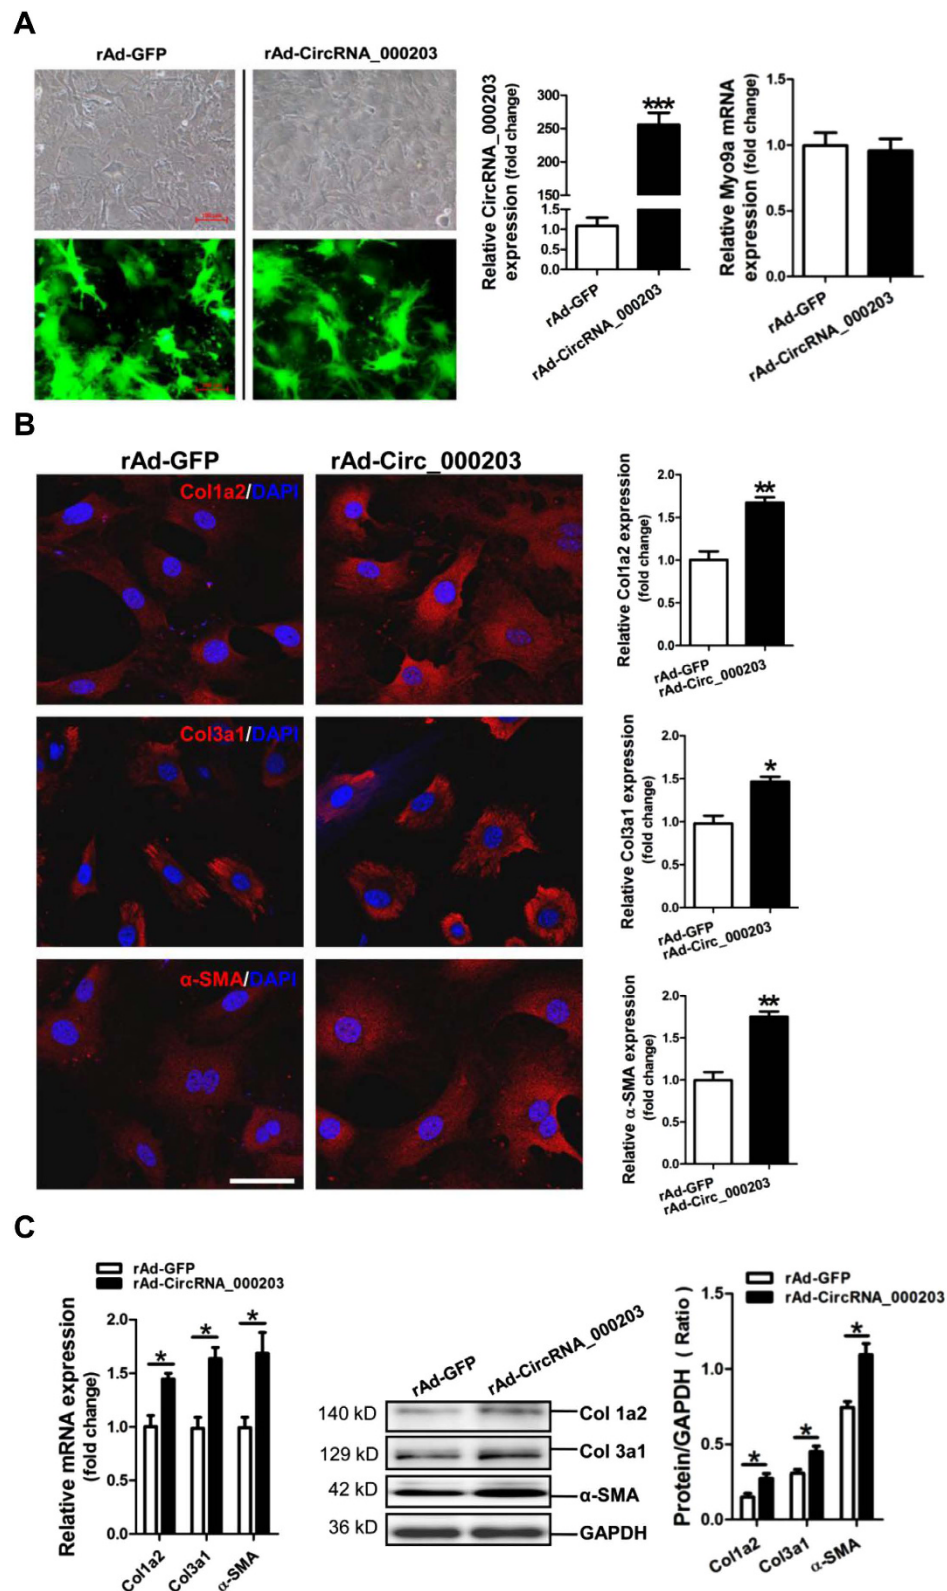 A
rAd-GFP
rAd-CircRNA_000203
Relative CircRNA_000203
expression (fold change)
300
250
200
150
1.5
1.0
0.5
0.0
***
rAd-GFP
rAd-CircRNA_000203
Relative Myo9a mRNA
expression (fold change)
1.5
1.0
0.5
0.0
rAd-GFP
rAd-CircRNA_000203
B
rAd-GFP
rAd-Circ_000203
Col1a2/DAPI
Relative Col1a2 expression
(fold change)
2.0
1.5
1.0
0.5
0.0
**
rAd-GFP
rAd-Circ_000203
Col3a1/DAPI
Relative Col3a1 expression
(fold change)
2.0
1.5
1.0
0.5
0.0
*
rAd-GFP
rAd-Circ_000203
α-SMA/DAPI
Relative α-SMA expression
(fold change)
2.0
1.5
1.0
0.5
0.0
**
rAd-GFP
rAd-Circ_000203
C
rAd-GFP
rAd-CircRNA_000203
Relative mRNA expression
(fold change)
2.0
1.5
1.0
0.5
0.0
* * *
Col1a2
Col3a1
α-SMA
rAd-GFP
rAd-CircRNA_000203
140 kD
Col 1a2
129 kD
Col 3a1
42 kD
α-SMA
36 kD
GAPDH
rAd-GFP
rAd-CircRNA_000203
Protein/GAPDH ( Ratio )
1.5
1.0
0.5
0.0
* * *
Col1a2
Col3a1
α-SMA